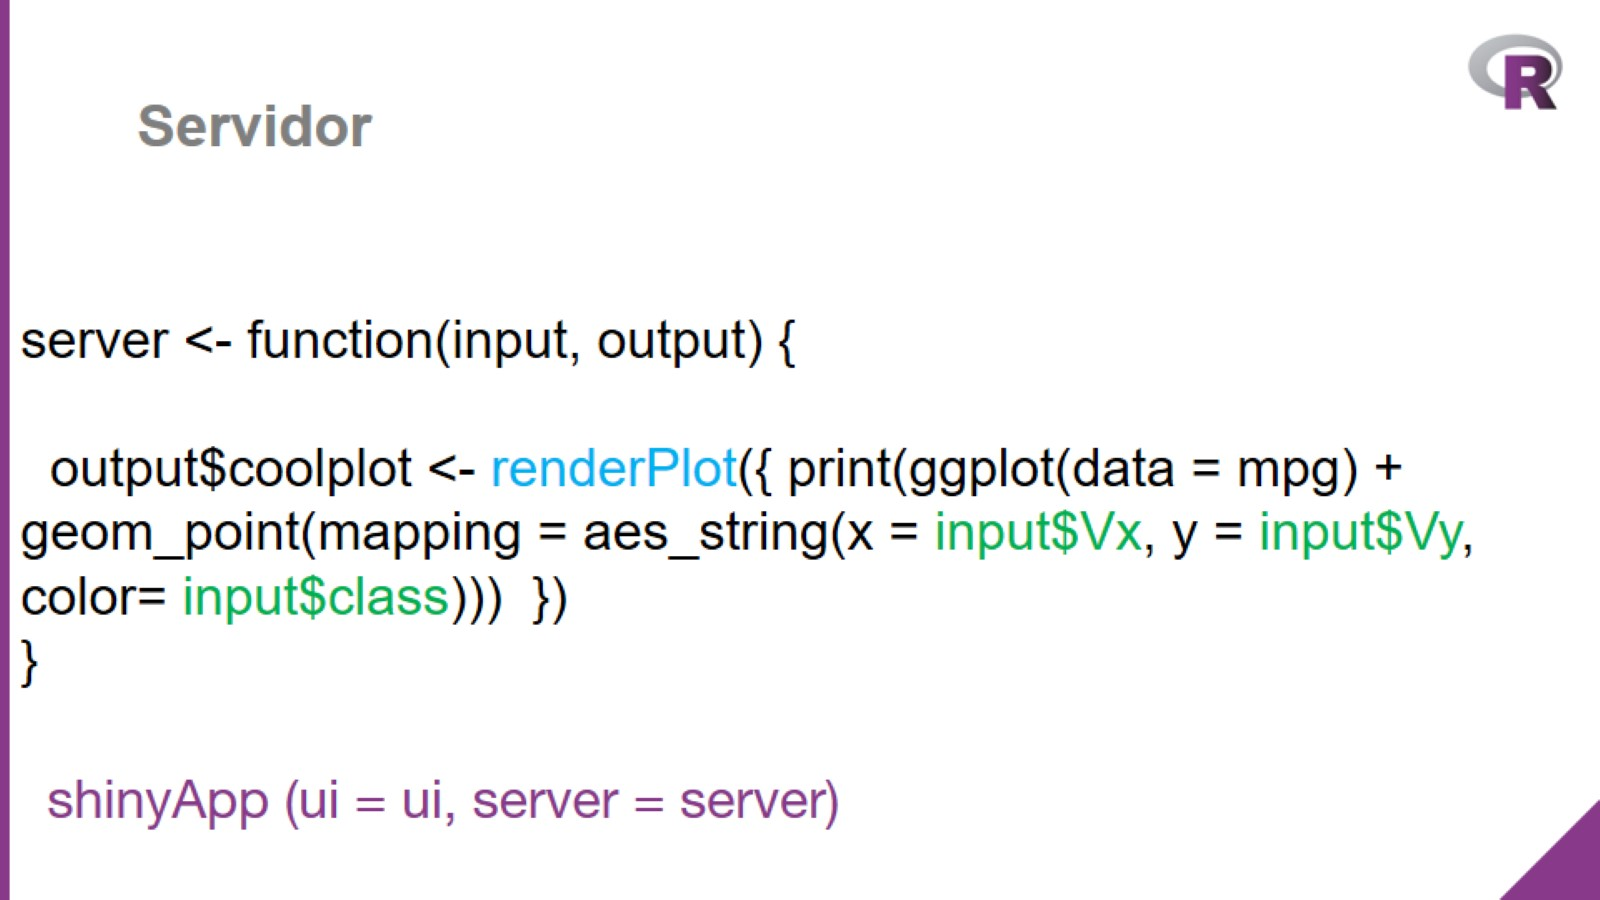 R
Servidor
server <- function(input, output) {
output$coolplot <- renderPlot({ print(ggplot(data = mpg) +
geom_point(mapping = aes_string(x = input$Vx, y = input$Vy,
color= input$class)))  })
}
shinyApp (ui = ui, server = server)